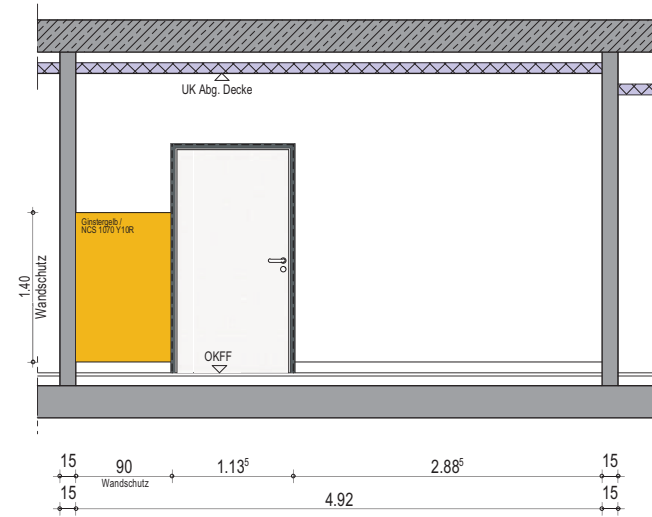 UK Abg. Decke
Ginstergelb /
NCS 1070 Y10R
1.40
Wandschutz
OKFF
15 90 1.13⁵ 2.88⁵ 15
Wandschutz
15 4.92 15